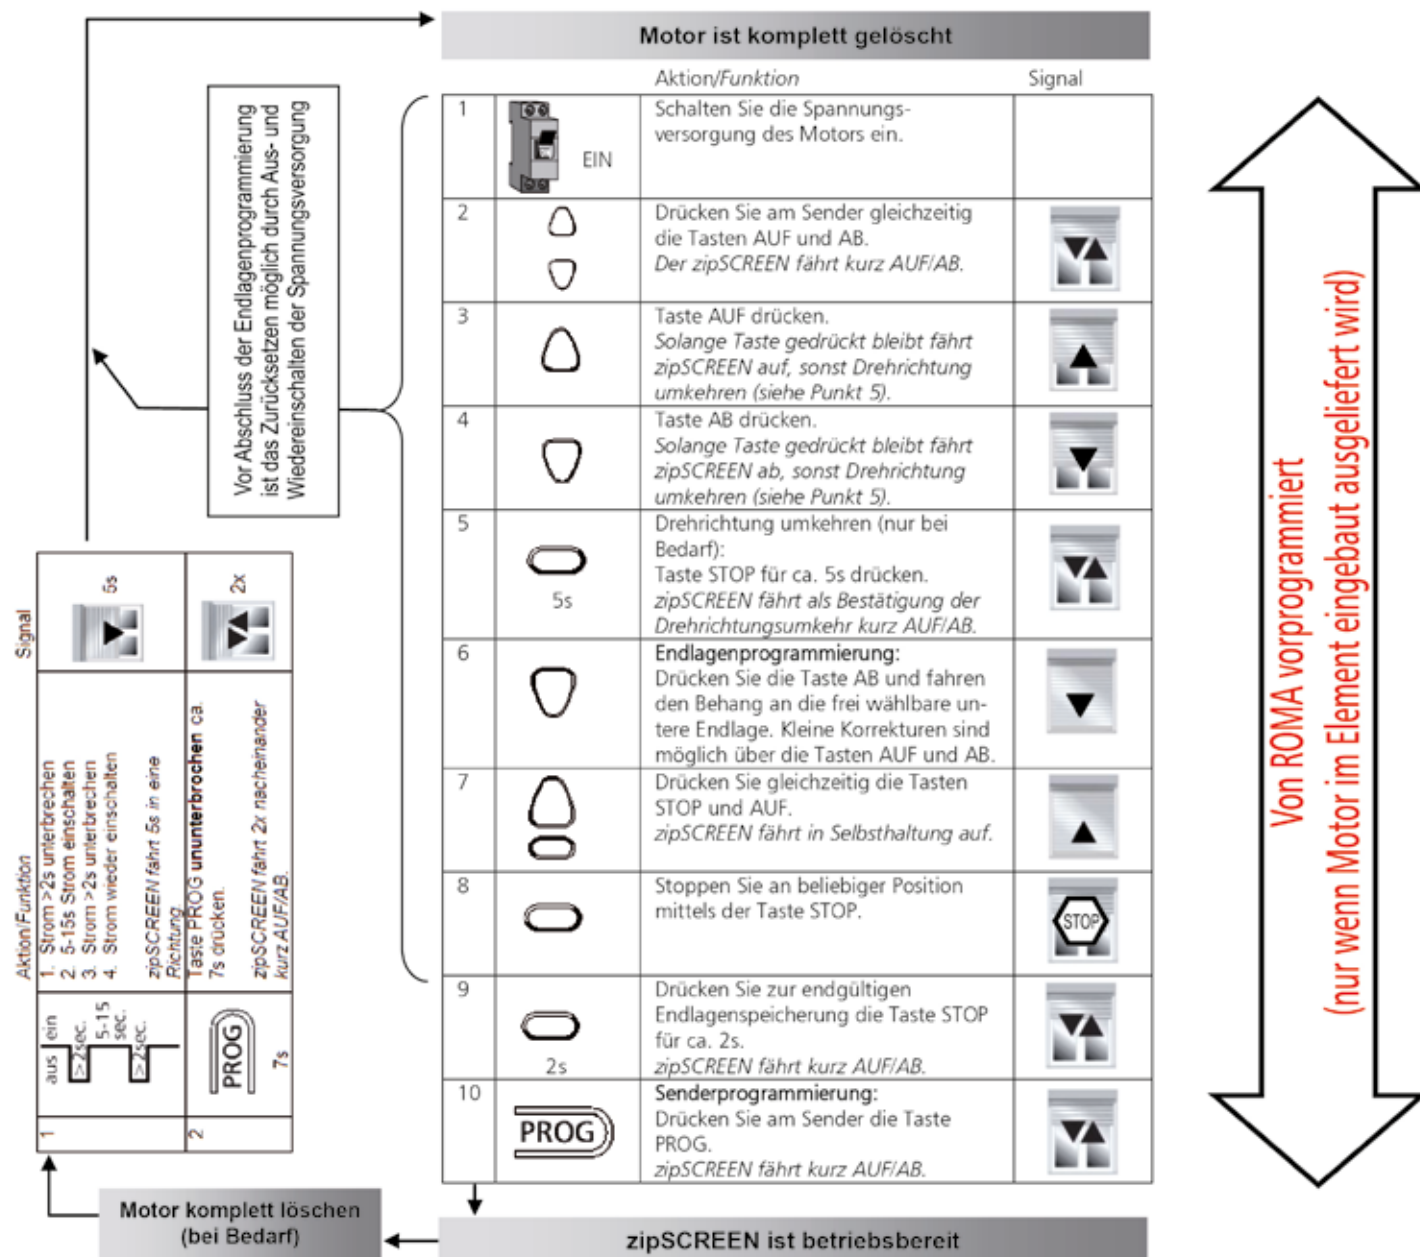 Motor ist komplett gelöscht
Aktion/Funktion Signal
1
EIN
Schalten Sie die Spannungs-
versorgung des Motors ein.
2
Drücken Sie am Sender gleichzeitig
die Tasten AUF und AB.
Der zipSCREEN fährt kurz AUF/AB.
3
Taste AUF drücken.
Solange Taste gedrückt bleibt fährt
zipSCREEN auf, sonst Drehrichtung
umkehren (siehe Punkt 5).
4
Taste AB drücken.
Solange Taste gedrückt bleibt fährt
zipSCREEN ab, sonst Drehrichtung
umkehren (siehe Punkt 5).
5
5s
Drehrichtung umkehren (nur bei
Bedarf):
Taste STOP für ca. 5s drücken.
zipSCREEN fährt als Bestätigung der
Drehrichtungsumkehr kurz AUF/AB.
6
Endlagenprogrammierung:
Drücken Sie die Taste AB und fahren
den Behang an die frei wählbare un-
tere Endlage. Kleine Korrekturen sind
möglich über die Tasten AUF und AB.
7
Drücken Sie gleichzeitig die Tasten
STOP und AUF.
zipSCREEN fährt in Selbsthaltung auf.
8
Stoppen Sie an beliebiger Position
mittels der Taste STOP.
STOP
9
2s
Drücken Sie zur endgültigen
Endlagenspeicherung die Taste STOP
für ca. 2s.
zipSCREEN fährt kurz AUF/AB.
10
PROG
Senderprogrammierung:
Drücken Sie am Sender die Taste
PROG.
zipSCREEN fährt kurz AUF/AB.
zipSCREEN ist betriebsbereit
Motor komplett löschen
(bei Bedarf)
Vor Abschluss der Endlagenprogrammierung
ist das Zurücksetzen möglich durch Aus- und
Wiedereinschalten der Spannungsversorgung
Aktion/Funktion Signal
1
aus ein
>2sec.
5-15
sec.
>2sec.
1. Strom >2s unterbrechen
2. 5-15s Strom einschalten
3. Strom >2s unterbrechen
4. Strom wieder einschalten
zipSCREEN fährt 5s in eine
Richtung.
5s
2
PROG
7s
Taste PROG ununterbrochen ca.
7s drücken.
zipSCREEN fährt 2x nacheinander
kurz AUF/AB.
2x
Von ROMA vorprogrammiert
(nur wenn Motor im Element eingebaut ausgeliefert wird)